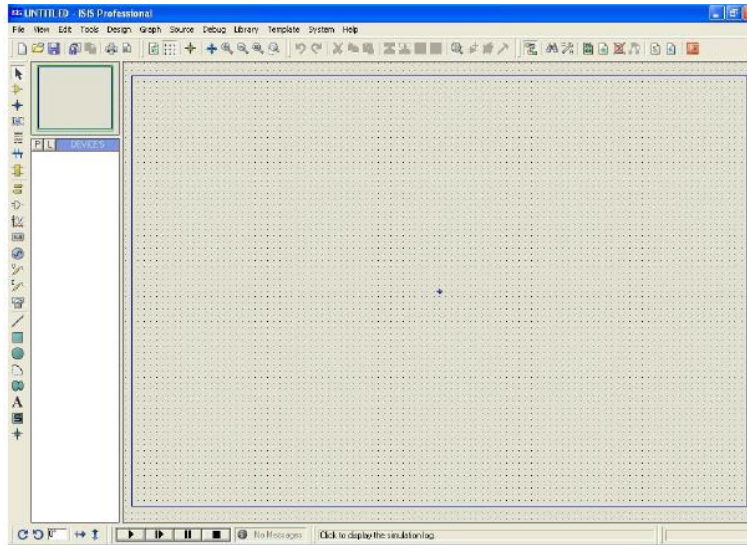 UNTITLED - ISIS Professional
File View Edit Tools Design Graph Source Debug Library Template System Help
P L DEVICES
A
No Messages Click to display the simulation log.